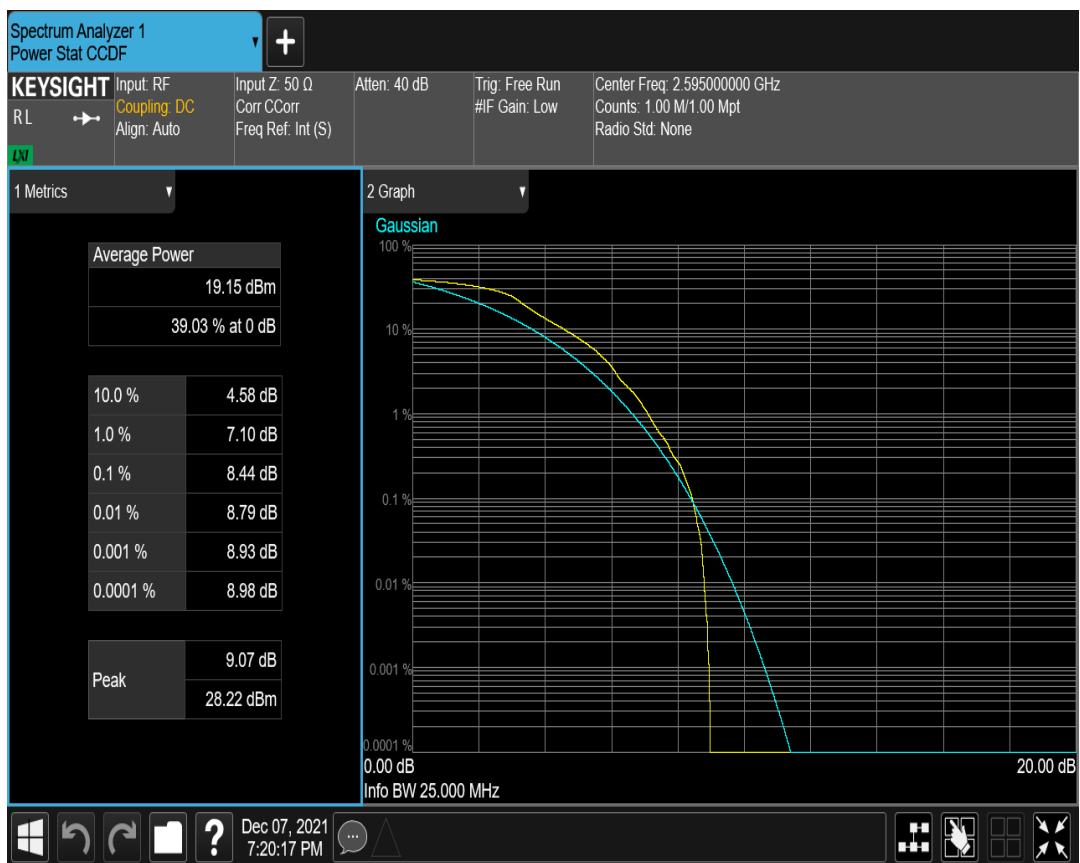 Spectrum Analyzer 1
Power Stat CCDF
KEYSIGHT
RL
LXI
Input: RF
Coupling: DC
Align: Auto
Input Z: 50 Ω
Corr CCorr
Freq Ref: Int (S)
Atten: 40 dB
Trig: Free Run
#IF Gain: Low
Center Freq: 2.595000000 GHz
Counts: 1.00 M/1.00 Mpt
Radio Std: None
1 Metrics
Average Power
19.15 dBm
39.03 % at 0 dB
10.0 % 4.58 dB
1.0 % 7.10 dB
0.1 % 8.44 dB
0.01 % 8.79 dB
0.001 % 8.93 dB
0.0001 % 8.98 dB
Peak
9.07 dB
28.22 dBm
2 Graph
Gaussian
100 %
10 %
1 %
0.1 %
0.01 %
0.001 %
0.0001 %
0.00 dB 20.00 dB
Info BW 25.000 MHz
?
Dec 07, 2021
7:20:17 PM